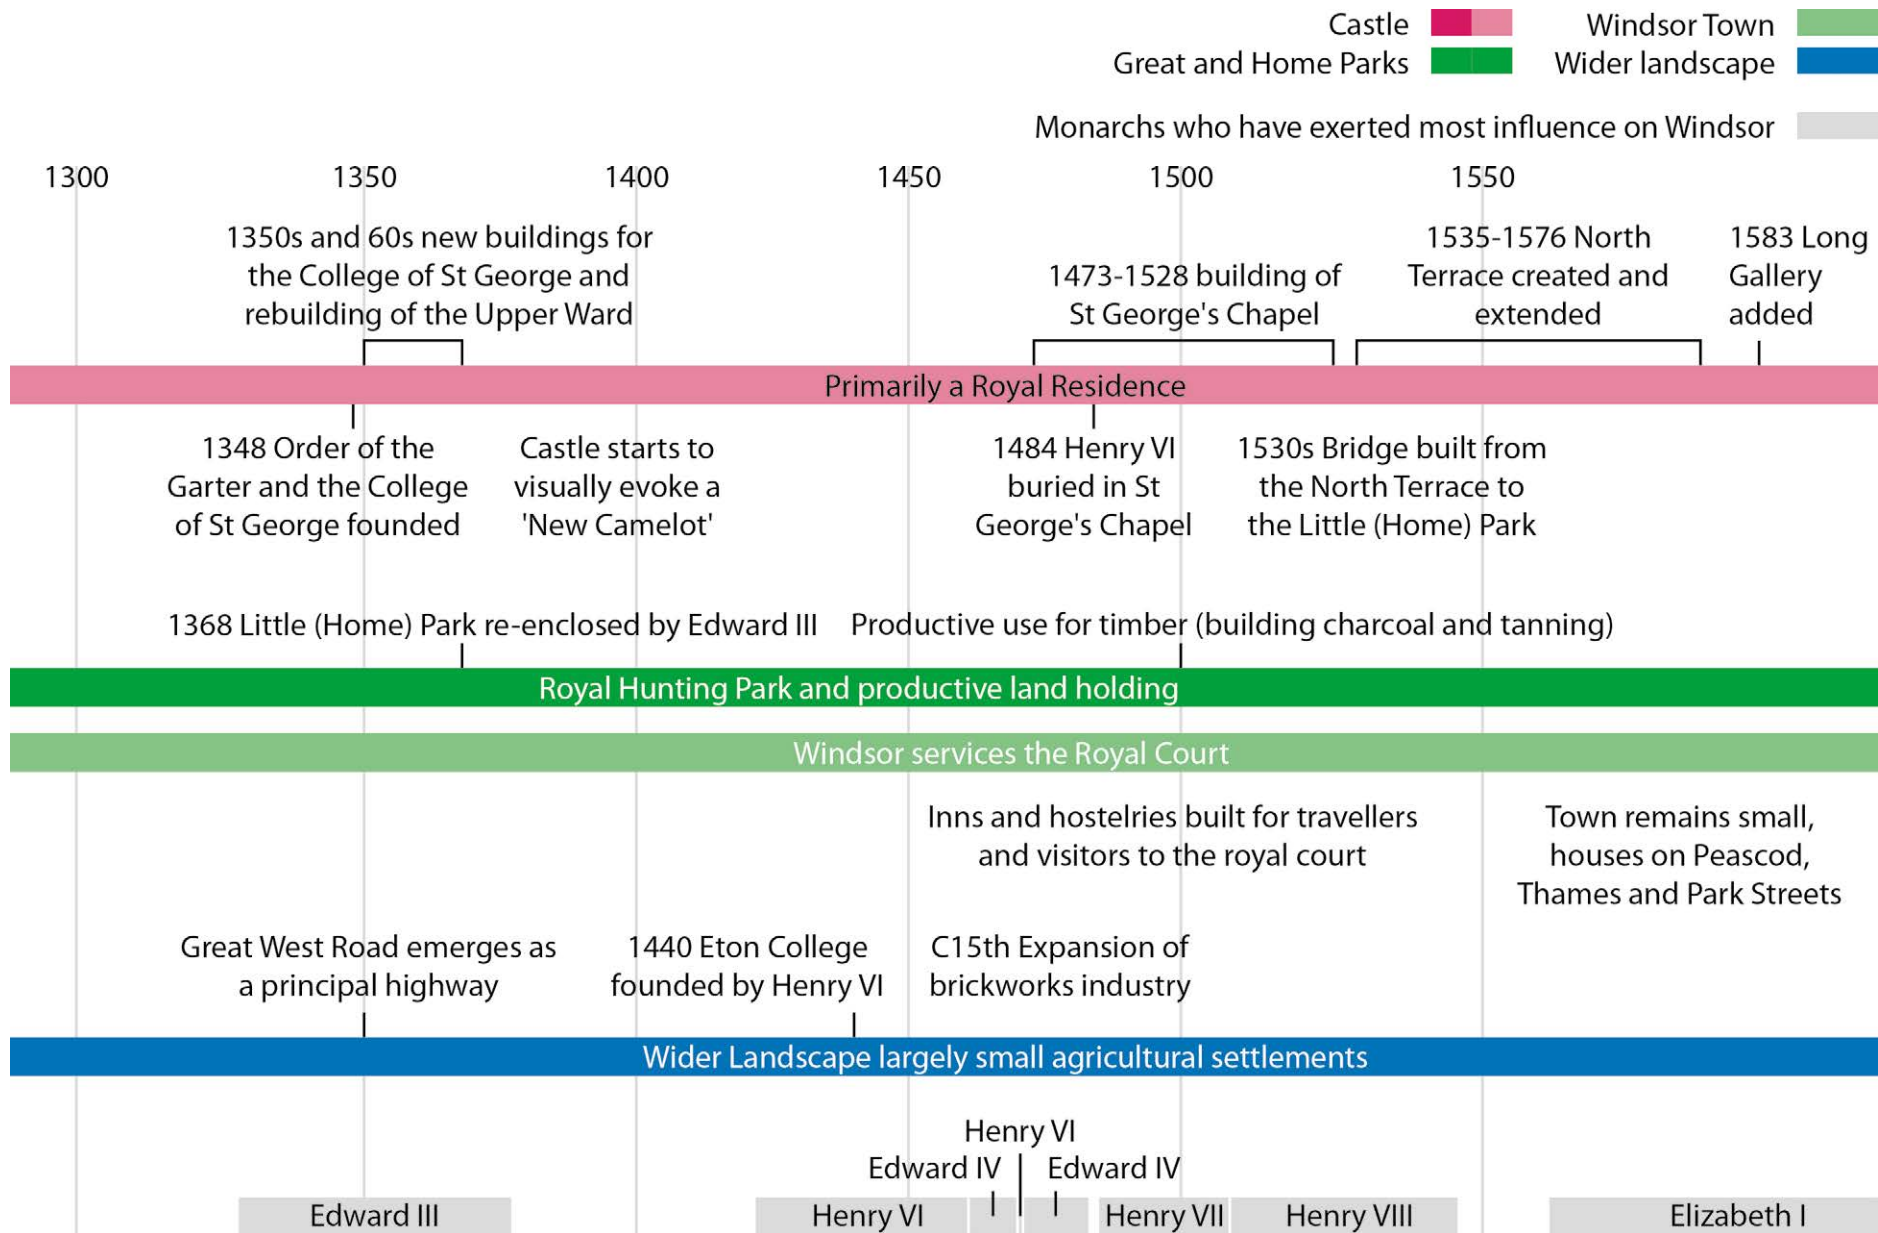 Castle
Windsor Town
Great and Home Parks
Wider landscape
Monarchs who have exerted most influence on Windsor
1300
1350
1400
1450
1500
1550
1350s and 60s new buildings for
the College of St George and
rebuilding of the Upper Ward
1473-1528 building of
St George's Chapel
1535-1576 North
Terrace created and
extended
1583 Long
Gallery
added
Primarily a Royal Residence
1348 Order of the
Garter and the College
of St George founded
Castle starts to
visually evoke a
'New Camelot'
1484 Henry VI
buried in St
George's Chapel
1530s Bridge built from
the North Terrace to
the Little (Home) Park
1368 Little (Home) Park re-enclosed by Edward III
Productive use for timber (building charcoal and tanning)
Royal Hunting Park and productive land holding
Windsor services the Royal Court
Inns and hostelries built for travellers
and visitors to the royal court
Town remains small,
houses on Peascod,
Thames and Park Streets
Great West Road emerges as
a principal highway
1440 Eton College
founded by Henry VI
C15th Expansion of
brickworks industry
Wider Landscape largely small agricultural settlements
Henry VI
Edward IV
Edward IV
Edward III
Henry VI
Henry VII
Henry VIII
Elizabeth I